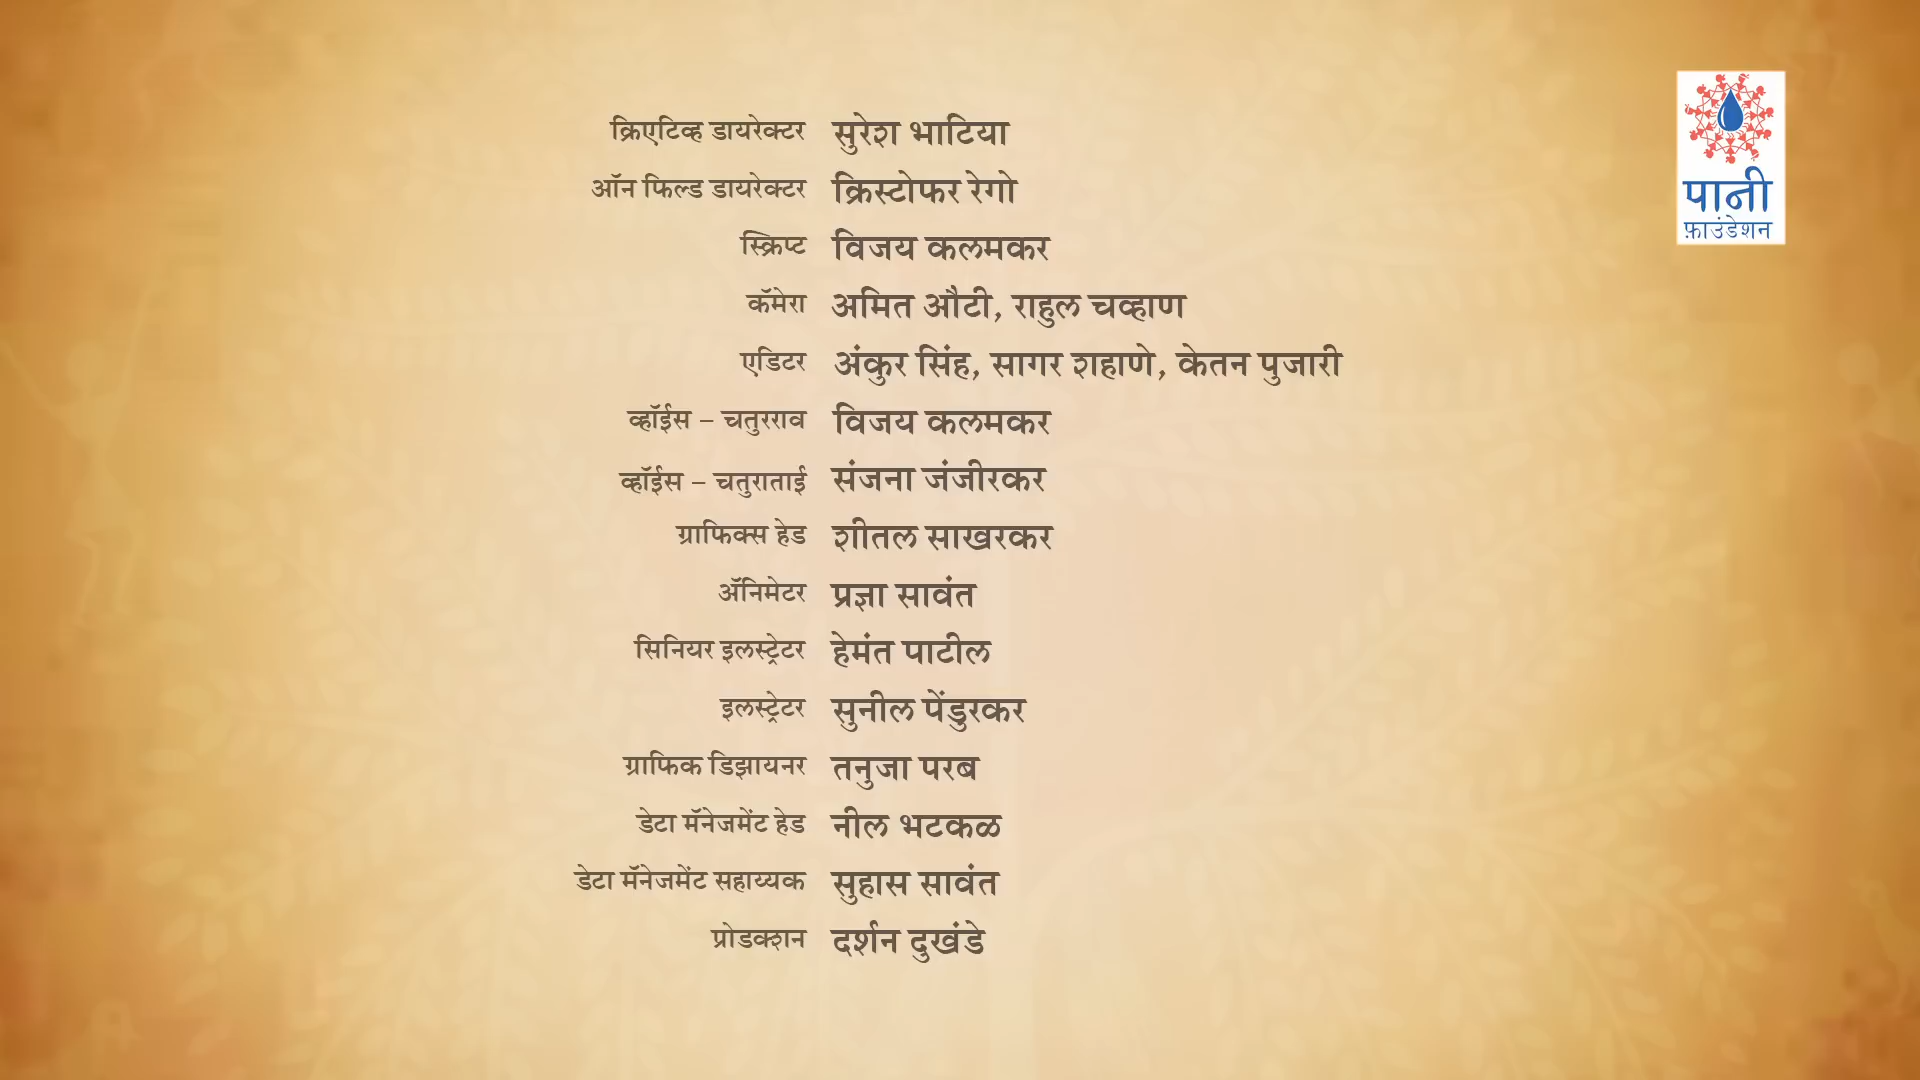 क्रिएटिव्ह डायरेक्टर सुरेश भाटिया
ऑन फिल्ड डायरेक्टर क्रिस्टोफर रेगो
स्क्रिप्ट विजय कलमकर
कॅमेरा अमित औटी, राहुल चव्हाण
एडिटर अंकुर सिंह, सागर शहाणे, केतन पुजारी
व्हॉईस – चतुरराव विजय कलमकर
व्हॉईस – चतुराताई संजना जंजीरकर
ग्राफिक्स हेड शीतल साखरकर
ॲनिमेटर प्रज्ञा सावंत
सिनियर इलस्ट्रेटर हेमंत पाटील
इलस्ट्रेटर सुनील पेंडुरकर
ग्राफिक डिझायनर तनुजा परब
डेटा मॅनेजमेंट हेड नील भटकळ
डेटा मॅनेजमेंट सहाय्यक सुहास सावंत
प्रोडक्शन दर्शन दुखंडे
पानी
फ़ाउंडेशन